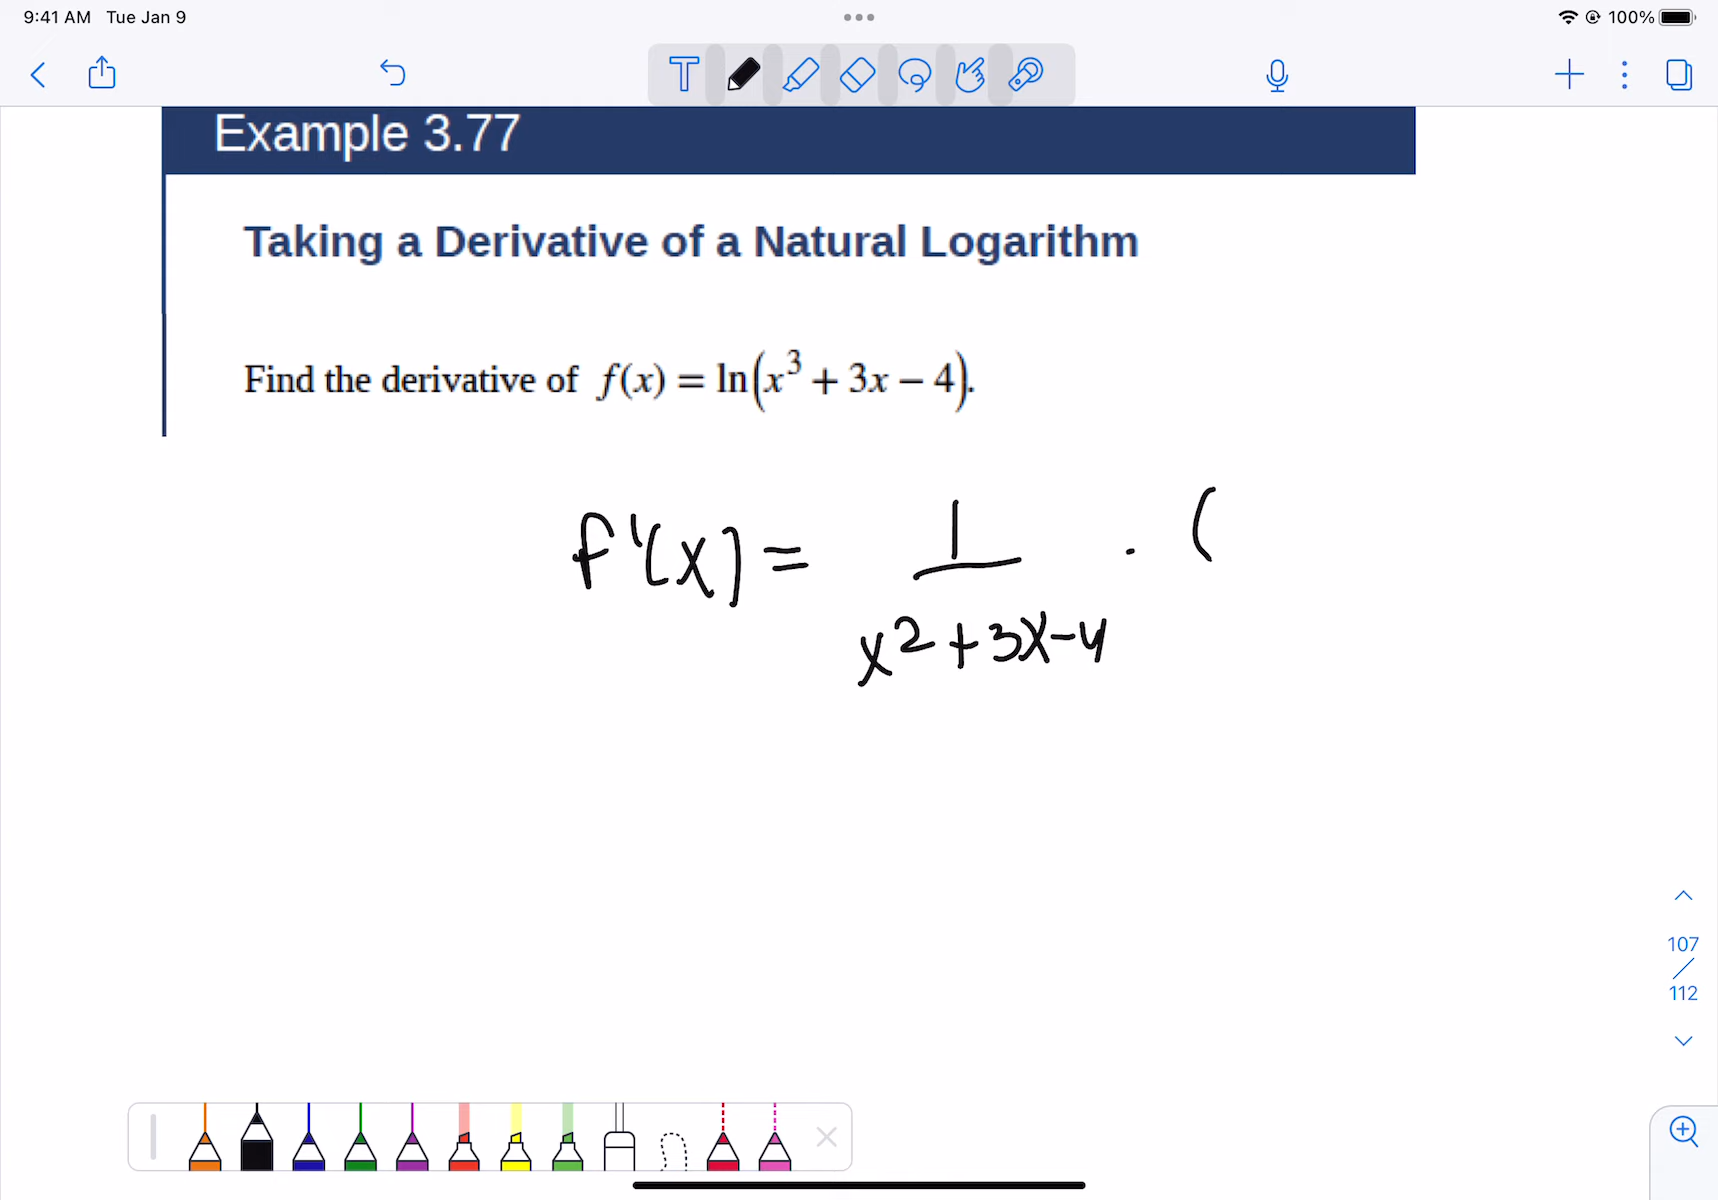 9:41 AM Tue Jan 9 100%
Example 3.77
Taking a Derivative of a Natural Logarithm
Find the derivative of f(x) = ln(x³ + 3x − 4).
f'(x) = 1 / x² + 3x - 4 · (
107
/
112